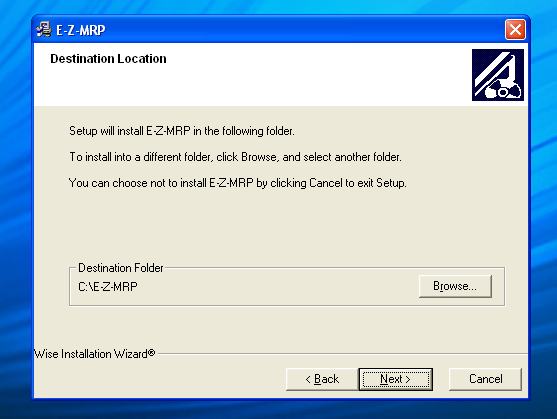 E-Z-MRP
Destination Location
Setup will install E-Z-MRP in the following folder.
To install into a different folder, click Browse, and select another folder.
You can choose not to install E-Z-MRP by clicking Cancel to exit Setup.
Destination Folder
C:\E-Z-MRP
Browse...
Wise Installation Wizard®
< Back
Next >
Cancel